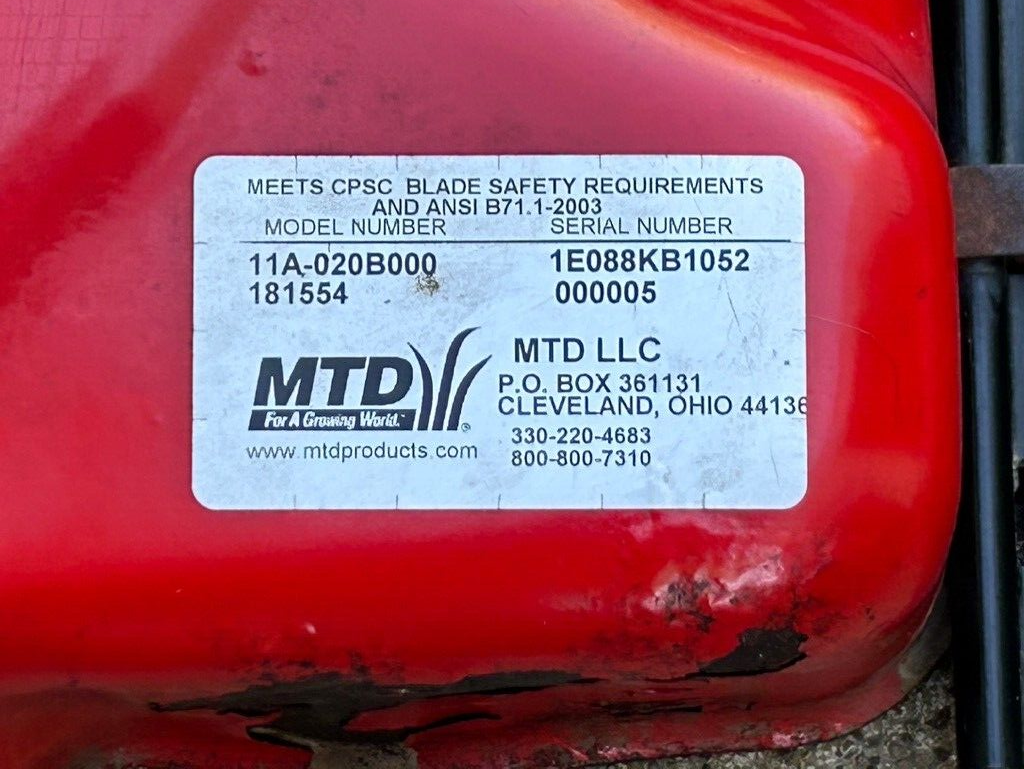 MEETS CPSC BLADE SAFETY REQUIREMENTS
AND ANSI B71.1-2003
MODEL NUMBER SERIAL NUMBER
11A-020B000 1E088KB1052
181554 000005
MTD
For A Growing World.™
®
www.mtdproducts.com
MTD LLC
P.O. BOX 361131
CLEVELAND, OHIO 44136
330-220-4683
800-800-7310